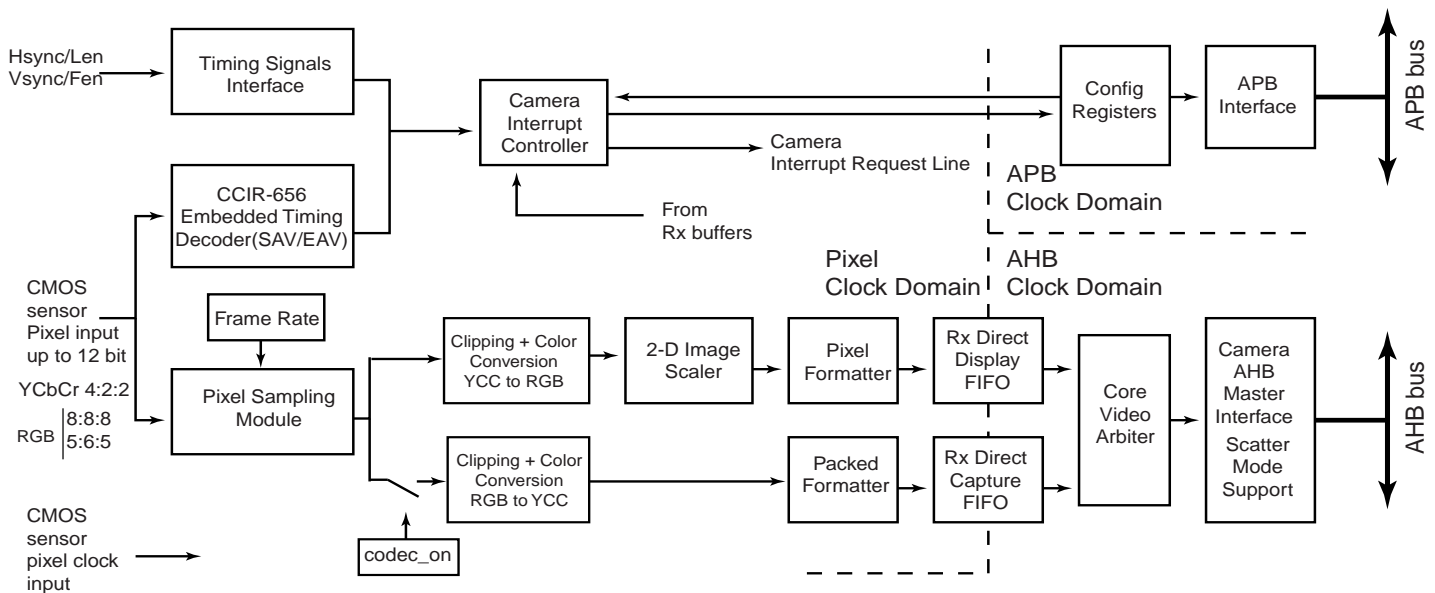 Hsync/Len
Vsync/Fen
Timing Signals
Interface
Camera
Interrupt
Controller
Config
Registers
APB
Interface
APB bus
Camera
Interrupt Request Line
APB
Clock Domain
CCIR-656
Embedded Timing
Decoder(SAV/EAV)
From
Rx buffers
Pixel
Clock Domain
AHB
Clock Domain
CMOS
sensor
Pixel input
up to 12 bit
YCbCr 4:2:2
RGB
8:8:8
5:6:5
Frame Rate
Pixel Sampling
Module
Clipping + Color
Conversion
YCC to RGB
2-D Image
Scaler
Pixel
Formatter
Rx Direct
Display
FIFO
Core
Video
Arbiter
Camera
AHB
Master
Interface
Scatter
Mode
Support
AHB bus
Clipping + Color
Conversion
RGB to YCC
Packed
Formatter
Rx Direct
Capture
FIFO
codec_on
CMOS
sensor
pixel clock
input